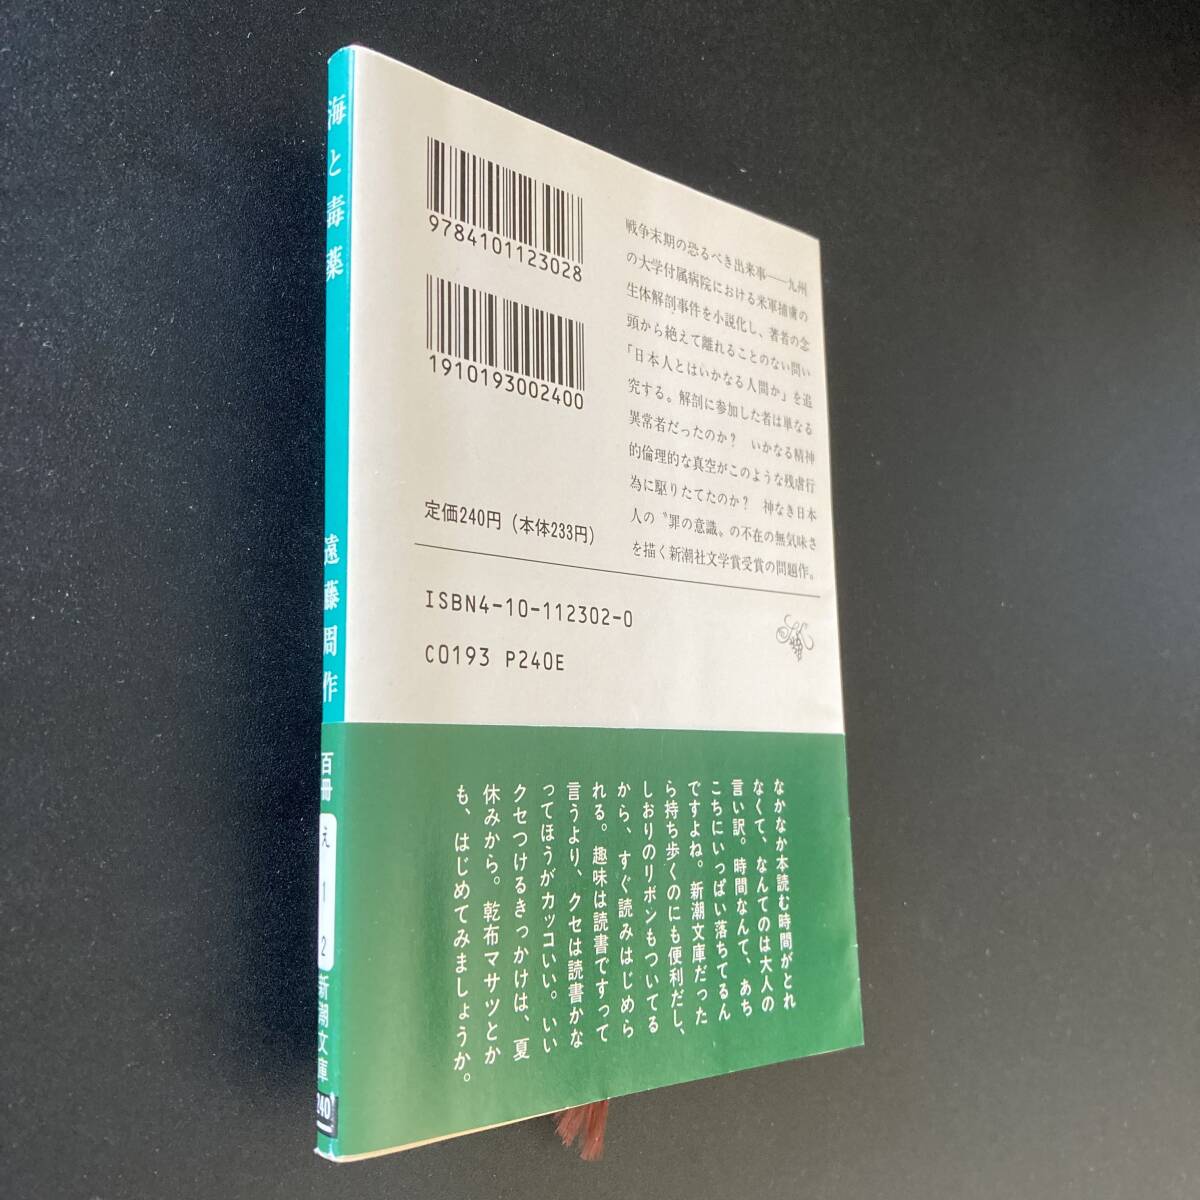 海と毒薬
遠藤周作
百冊
え
1
2
新潮文庫
240
9784101123028
1910193002400
定価240円（本体233円）
ISBN4-10-112302-0
C0193 P240E
戦争末期の恐るべき出来事――九州
の大学付属病院における米軍捕虜の
生体解剖事件を小説化し、著者の念
頭から絶えて離れることのない問い
「日本人とはいかなる人間か」を追
究する。解剖に参加した者は単なる
異常者だったのか？　いかなる精神
的倫理的な真空がこのような残虐行
為に駆りたてたのか？　神なき日本
人の〝罪の意識〟の不在の無気味さ
を描く新潮社文学賞受賞の問題作。
なかなか本読む時間がとれ
なくて、なんてのは大人の
言い訳。時間なんて、あち
こちにいっぱい落ちてるん
ですよね。新潮文庫だった
ら持ち歩くのにも便利だし、
しおりのリボンもついてる
から、すぐ読みはじめら
れる。趣味は読書ですって
言うより、クセは読書かな
ってほうがカッコいい。いい
クセつけるきっかけは、夏
休みから。乾布マサツとか
も、はじめてみましょうか。